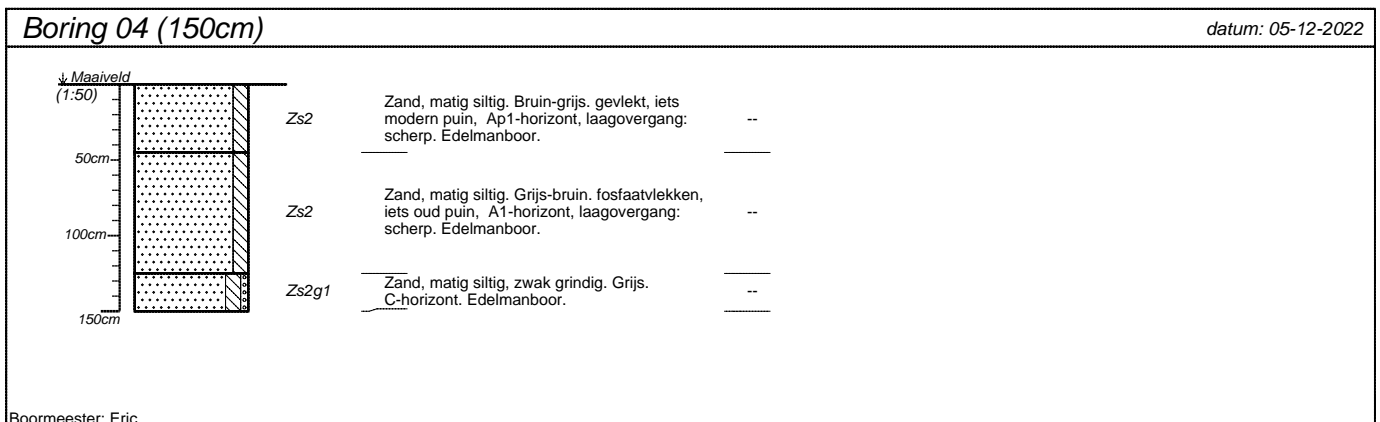 Boring 04 (150cm)
datum: 05-12-2022
Maaiveld
(1:50)
Zs2
Zand, matig siltig. Bruin-grijs. gevlekt, iets
modern puin, Ap1-horizont, laagovergang:
scherp. Edelmanboor.
--
50cm
Zs2
Zand, matig siltig. Grijs-bruin. fosfaatvlekken,
iets oud puin, A1-horizont, laagovergang:
scherp. Edelmanboor.
--
100cm
Zs2g1
Zand, matig siltig, zwak grindig. Grijs.
C-horizont. Edelmanboor.
--
150cm
Boormeester: Eric